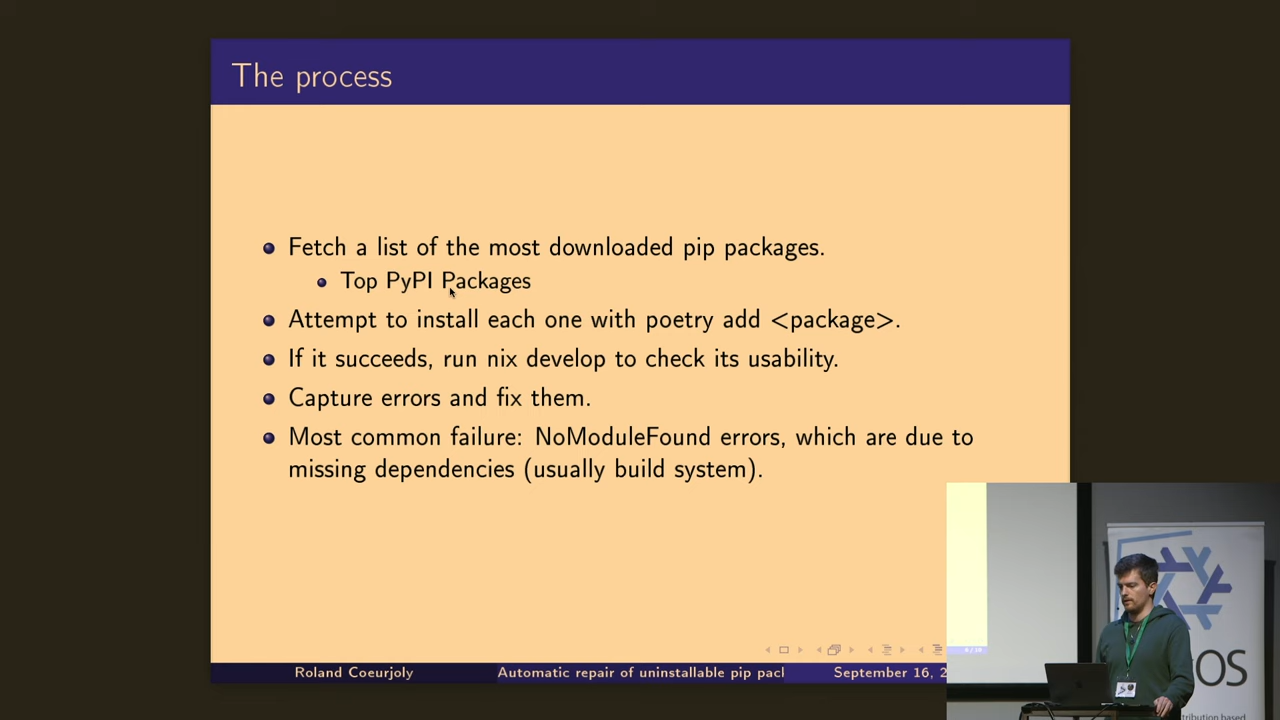 The process
Fetch a list of the most downloaded pip packages.
Top PyPI Packages
Attempt to install each one with poetry add <package>.
If it succeeds, run nix develop to check its usability.
Capture errors and fix them.
Most common failure: NoModuleFound errors, which are due to
missing dependencies (usually build system).
Roland Coeurjoly
Automatic repair of uninstallable pip pacl
September 16, 2
OS
tribution based